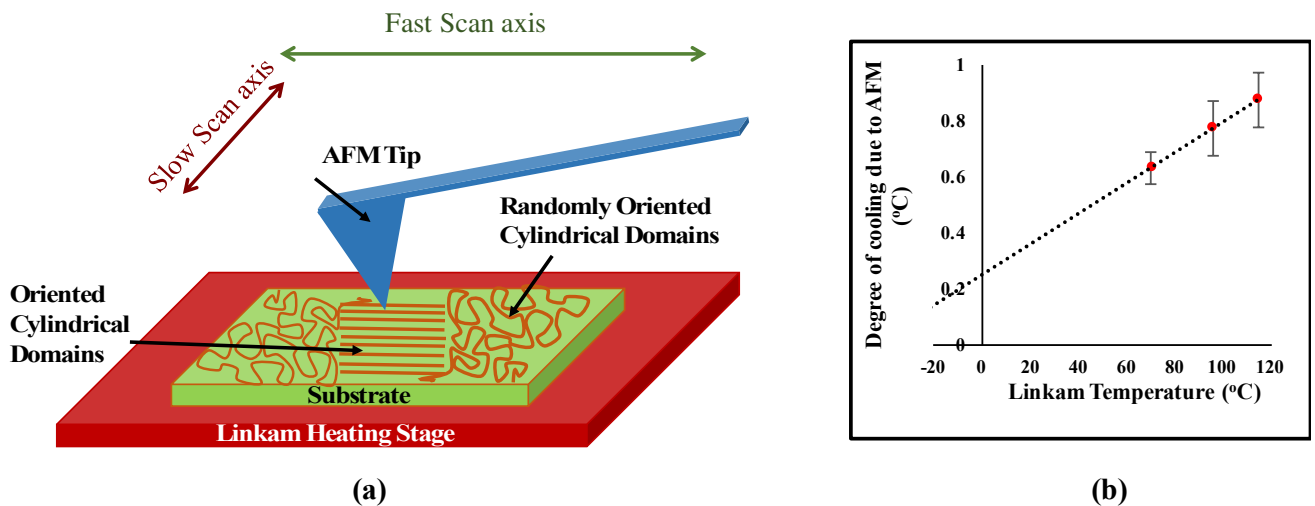 Fast Scan axis
Slow Scan axis
AFM Tip
Randomly Oriented
Cylindrical Domains
Oriented
Cylindrical
Domains
Substrate
Linkam Heating Stage
(a)
Degree of cooling due to AFM
(°C)
1
0.8
0.6
0.4
0.2
0
-20 0 20 40 60 80 100 120
Linkam Temperature (°C)
(b)